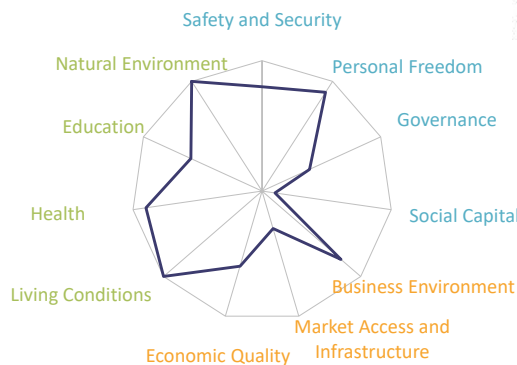 Safety and Security
Natural Environment
Personal Freedom
Education
Governance
Health
Social Capital
Living Conditions
Business Environment
Market Access and
Infrastructure
Economic Quality